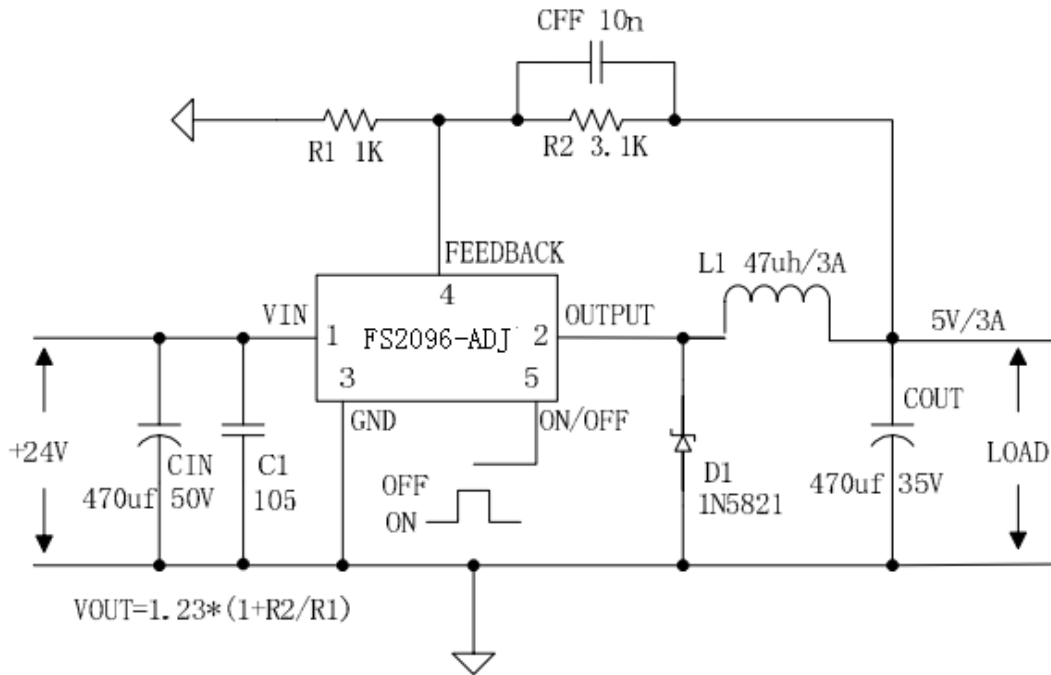 CFF 10n
R1 1K
R2 3.1K
FEEDBACK
L1 47uh/3A
4
VIN
OUTPUT
5V/3A
1 FS2096-ADJ 2
3 5
GND
ON/OFF
COUT
+24V
CIN
C1
D1
LOAD
470uf 50V
105
OFF
1N5821
470uf 35V
ON
VOUT=1.23*(1+R2/R1)